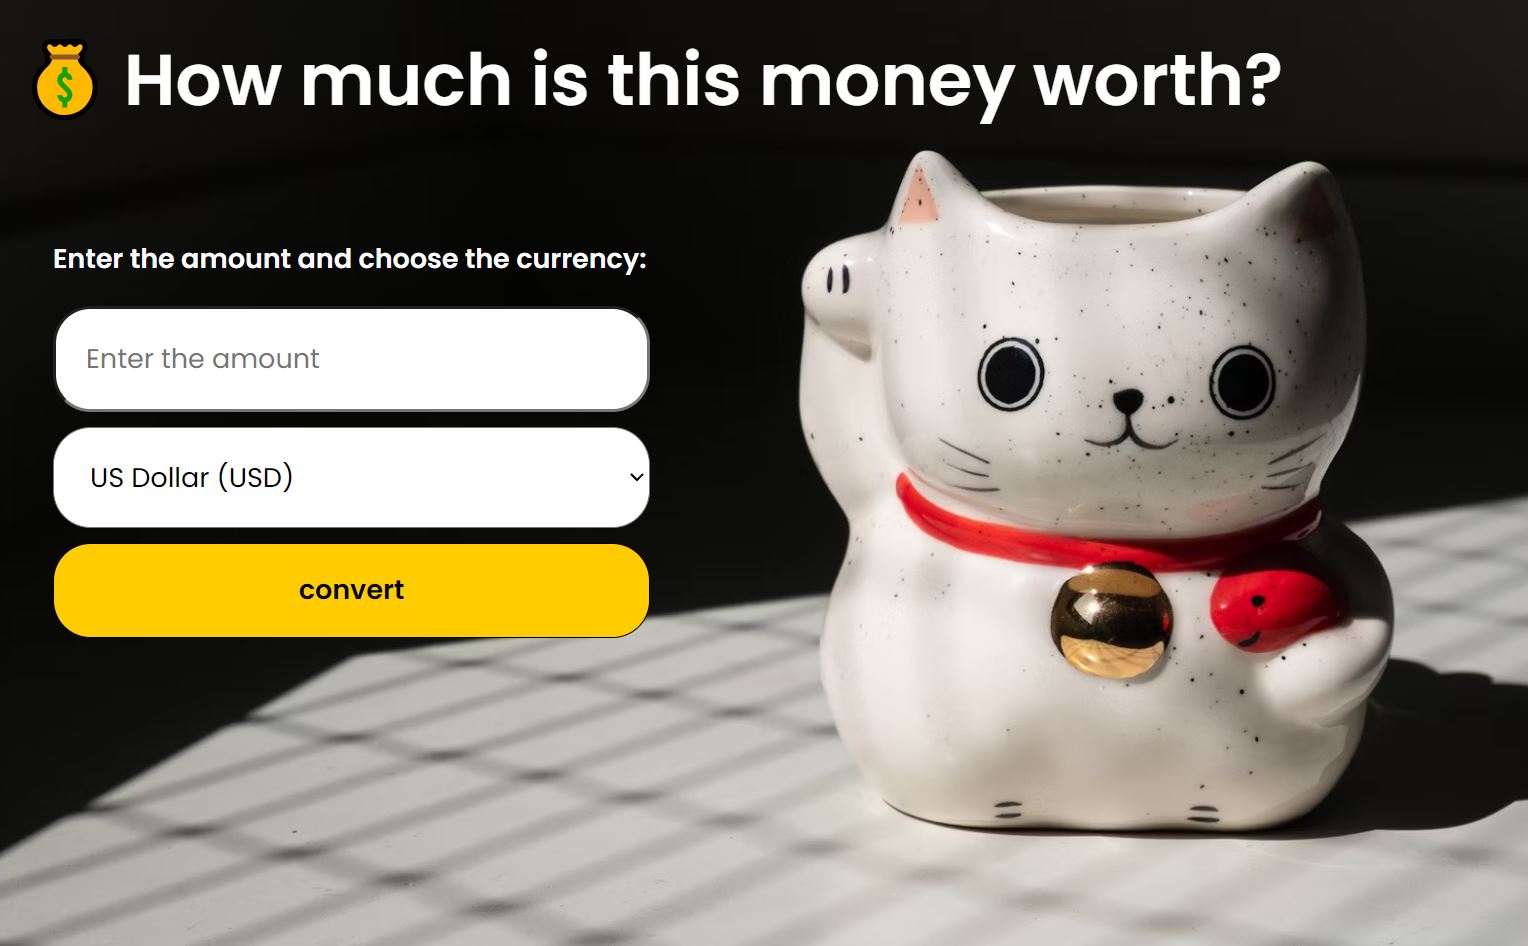 How much is this money worth?
Enter the amount and choose the currency:
Enter the amount
US Dollar (USD)
convert